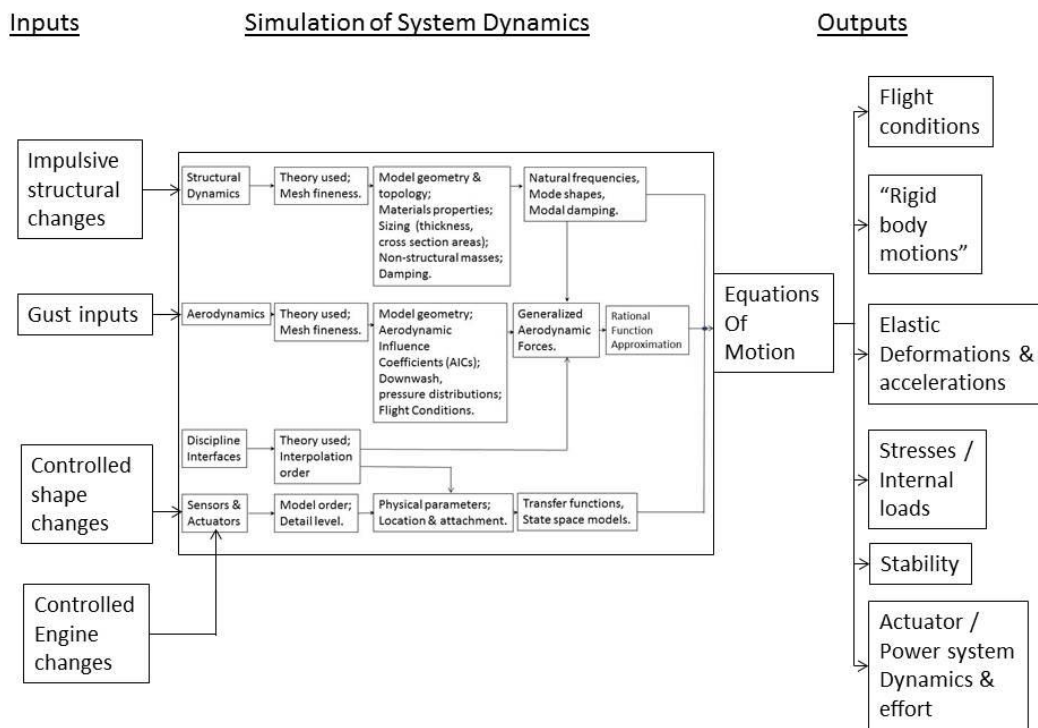 Inputs
Simulation of System Dynamics
Outputs
Impulsive
structural
changes
Gust inputs
Controlled
shape
changes
Controlled
Engine
changes
Structural
Dynamics
Theory used;
Mesh fineness.
Model geometry &
topology;
Materials properties;
Sizing (thickness,
cross section areas);
Non-structural masses;
Damping.
Natural frequencies,
Mode shapes,
Modal damping.
Aerodynamics
Theory used;
Mesh fineness.
Model geometry;
Aerodynamic
Influence
Coefficients (AICs);
Downwash,
pressure distributions;
Flight Conditions.
Generalized
Aerodynamic
Forces.
Rational
Function
Approximation
Discipline
Interfaces
Theory used;
Interpolation
order
Sensors &
Actuators
Model order;
Detail level.
Physical parameters;
Location & attachment.
Transfer functions,
State space models.
Equations
Of
Motion
Flight
conditions
“Rigid
body
motions”
Elastic
Deformations &
accelerations
Stresses /
Internal
loads
Stability
Actuator /
Power system
Dynamics &
effort